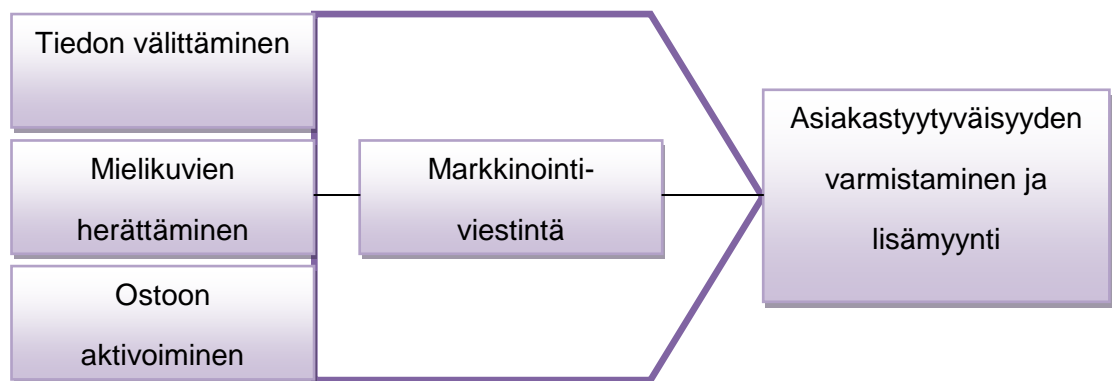 Tiedon välittäminen
Mielikuvien
herättäminen
Ostoon
aktivoiminen
Markkinointi-
viestintä
Asiakastyytyväisyyden
varmistaminen ja
lisämyynti